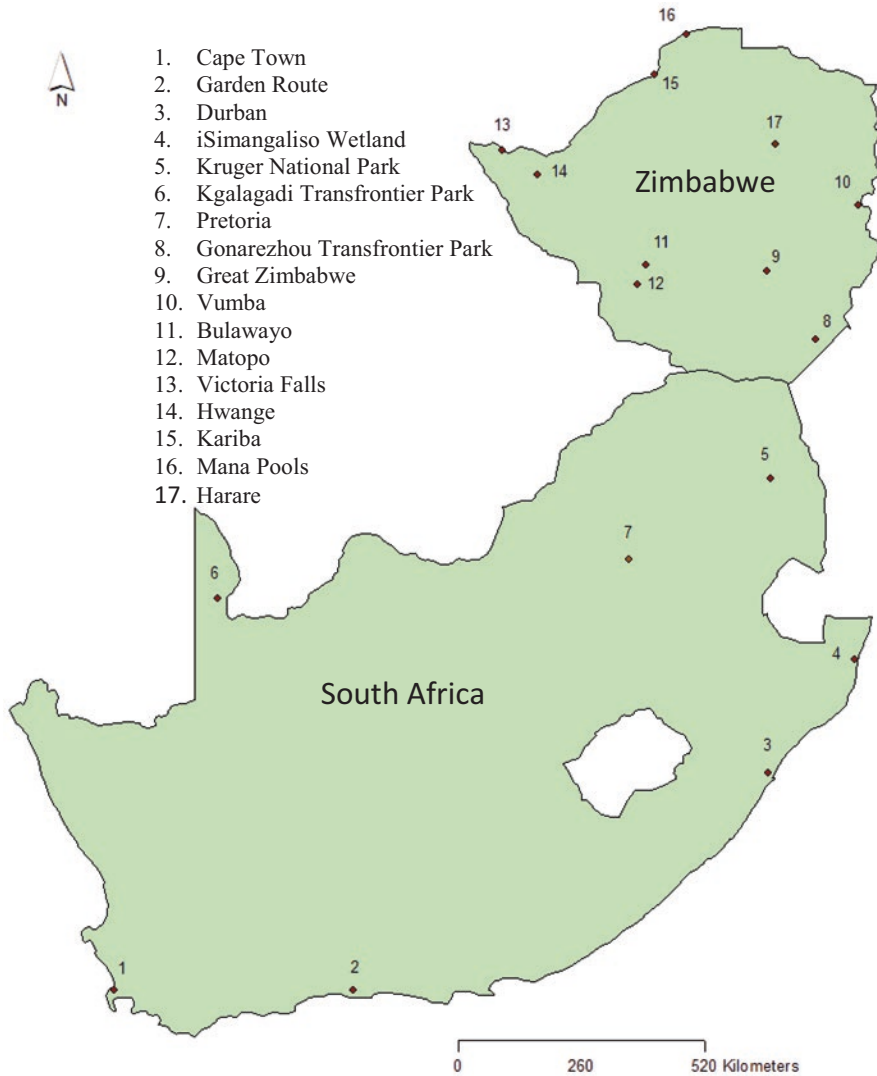 16
1. Cape Town
2. Garden Route
3. Durban
4. iSimangaliso Wetland
5. Kruger National Park
6. Kgalagadi Transfrontier Park
7. Pretoria
8. Gonarezhou Transfrontier Park
9. Great Zimbabwe
10. Vumba
11. Bulawayo
12. Matopo
13. Victoria Falls
14. Hwange
15. Kariba
16. Mana Pools
17. Harare
N
15
13
17
14
Zimbabwe
10
11
9
12
8
5
7
6
4
South Africa
3
1
2
0 260 520 Kilometers